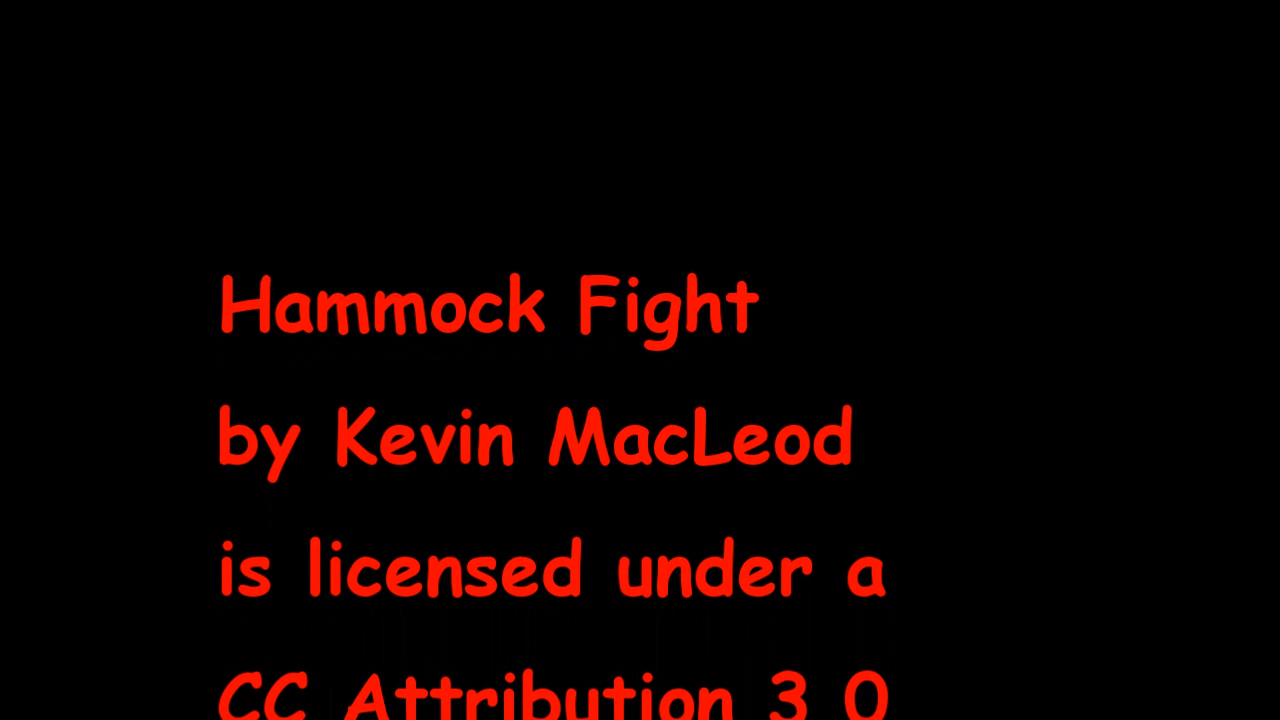 Hammock Fight
by Kevin MacLeod
is licensed under a
CC Attribution 3 0